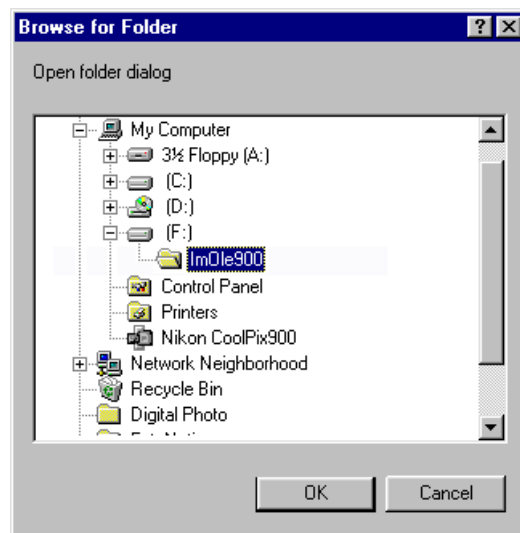 Browse for Folder
Open folder dialog
My Computer
3½ Floppy (A:)
(C:)
(D:)
(F:)
ImOle900
Control Panel
Printers
Nikon CoolPix900
Network Neighborhood
Recycle Bin
Digital Photo
OK
Cancel